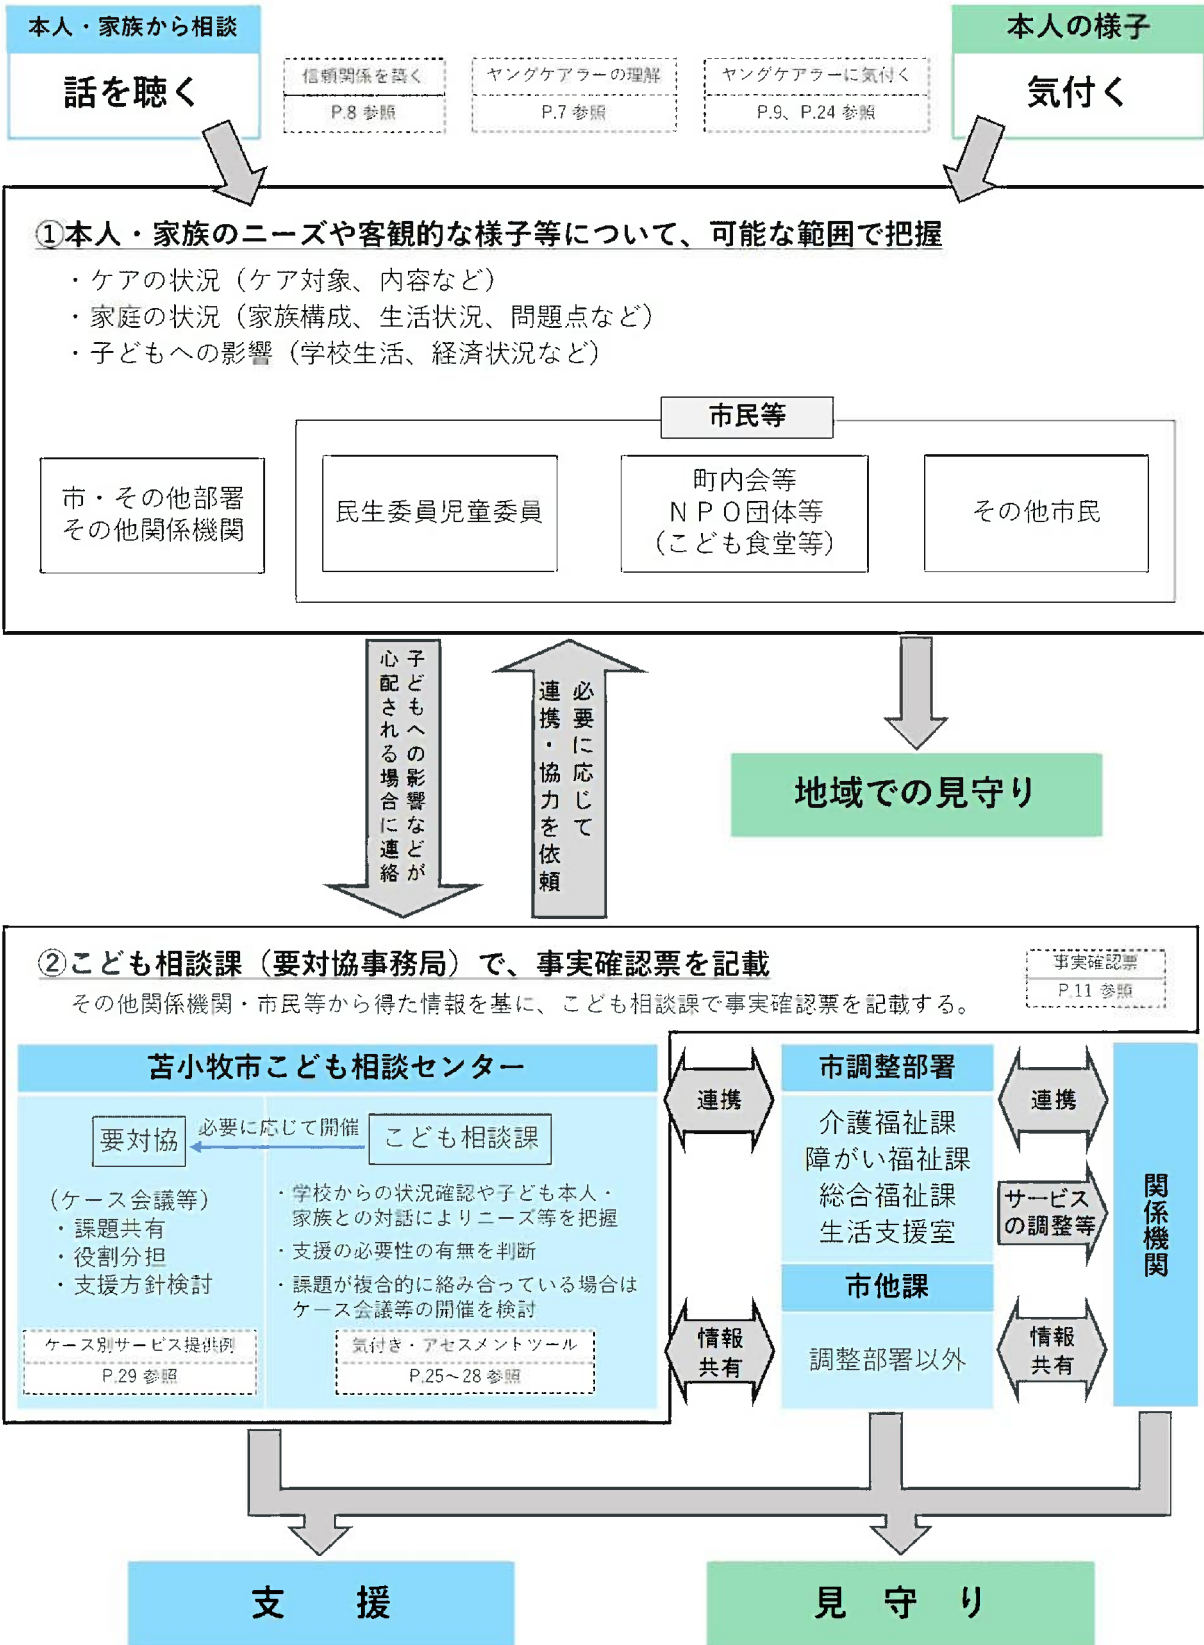 本人・家族から相談
話を聴く
信頼関係を築く
P.8 参照
ヤングケアラーの理解
P.7 参照
ヤングケアラーに気付く
P.9、P.24 参照
本人の様子
気付く
①本人・家族のニーズや客観的な様子等について、可能な範囲で把握
・ケアの状況（ケア対象、内容など）
・家庭の状況（家族構成、生活状況、問題点など）
・子どもへの影響（学校生活、経済状況など）
市民等
市・その他部署
その他関係機関
民生委員児童委員
町内会等
ＮＰＯ団体等
（こども食堂等）
その他市民
子どもへの影響などが
心配される場合に連絡
必要に応じて
連携・協力を依頼
地域での見守り
②こども相談課（要対協事務局）で、事実確認票を記載
その他関係機関・市民等から得た情報を基に、こども相談課で事実確認票を記載する。
事実確認票
P.11 参照
苫小牧市こども相談センター
要対協
必要に応じて開催
こども相談課
（ケース会議等）
・課題共有
・役割分担
・支援方針検討
・学校からの状況確認や子ども本人・
家族との対話によりニーズ等を把握
・支援の必要性の有無を判断
・課題が複合的に絡み合っている場合は
ケース会議等の開催を検討
ケース別サービス提供例
P.29 参照
気付き・アセスメントツール
P.25～28 参照
連携
情報
共有
市調整部署
介護福祉課
障がい福祉課
総合福祉課
生活支援室
市他課
調整部署以外
連携
サービス
の調整等
情報
共有
関係機関
支　援
見 守 り